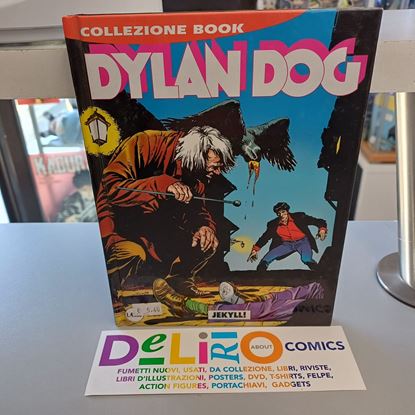 COLLEZIONE BOOK
DYLAN DOG
JEKYLL!
DeLiRIO ABOUT COMICS
FUMETTI NUOVI, USATI, DA COLLEZIONE, LIBRI, RIVISTE,
LIBRI D'ILLUSTRAZIONI, POSTERS, DVD, T-SHIRTS, FELPE,
ACTION FIGURES, PORTACHIAVI, GADGETS